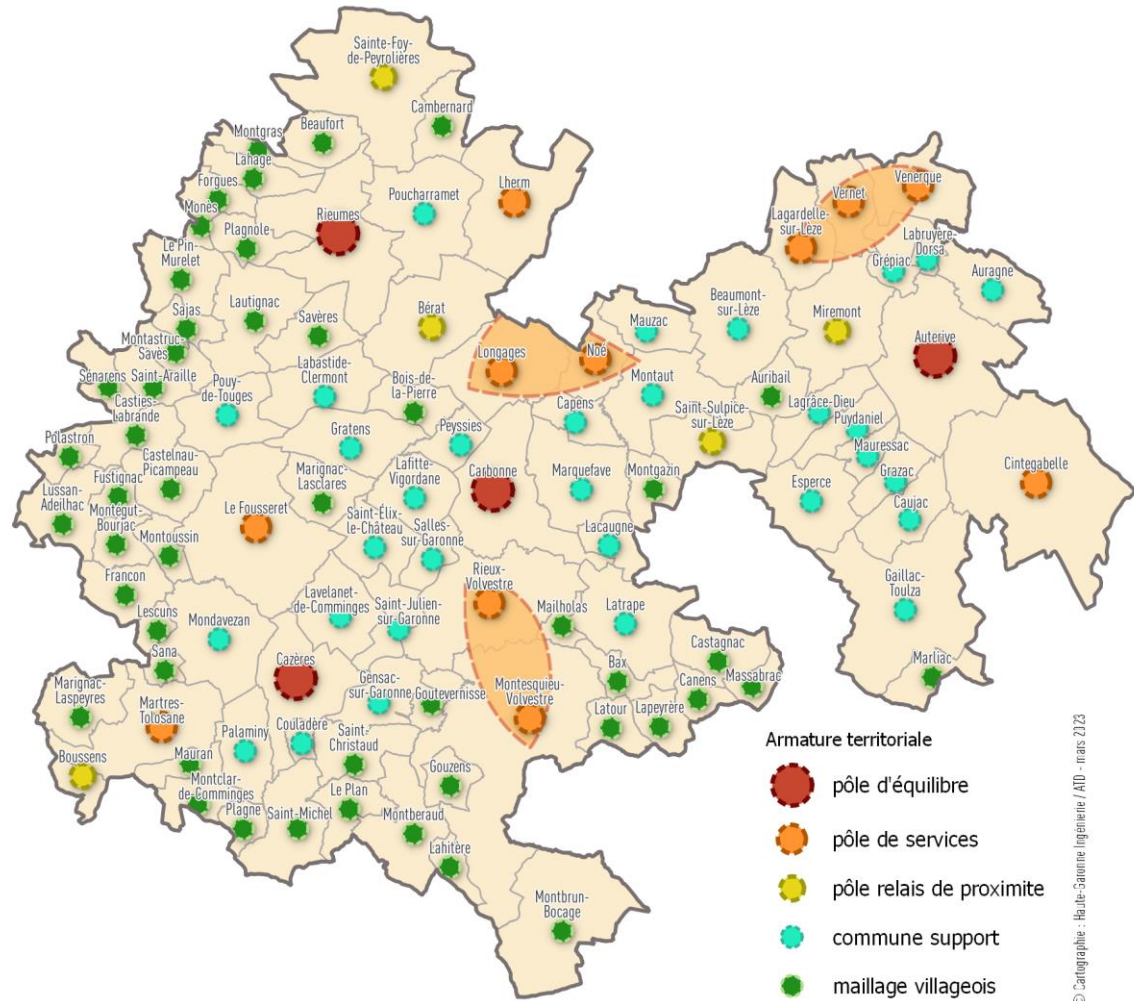 Sainte-Foy-
de-Peyrolières
Cambernard
Beaufort
Montgras
Lahage
Forgues
Monès
Plagnole
Rieumes
Poucharramet
Lherm
Le Pin-
Murelet
Sajas
Lautignac
Savères
Bérat
Montastruc-
Savès
Sénarens
Saint-Araille
Pouy-
de-Touges
Labastide-
Clermont
Bois-de-
la-Pierre
Longages
Noé
Mauzac
Beaumont-
sur-Lèze
Miremont
Lagardelle-
sur-Lèze
Vernet
Venerque
Labruyère-
Dorsa
Grépiac
Auragne
Auterive
Casties-
Labrande
Polastron
Castelnau-
Picampeau
Fustignac
Lussan-
Adeilhac
Montégut-
Bourjac
Montoussin
Francon
Lescuns
Sana
Gratens
Peyssies
Capens
Montaut
Saint-Sulpice-
sur-Lèze
Auribail
Lagrâce-Dieu
Puydaniel
Mauressac
Grazac
Caujac
Esperce
Cintegabelle
Gaillac-
Toulza
Marliac
Marignac-
Lasclares
Lafitte-
Vigordane
Carbonne
Marquefave
Montgazin
Le Fousseret
Saint-Élix-
le-Château
Salles-
sur-Garonne
Lacaugne
Rieux-
Volvestre
Mailholas
Latrape
Castagnac
Massabrac
Canens
Bax
Latour
Lapeyrère
Mondavezan
Lavelanet-
de-Comminges
Saint-Julien-
sur-Garonne
Cazères
Gensac-
sur-Garonne
Goutevernisse
Montesquieu-
Volvestre
Marignac-
Laspeyres
Martres-
Tolosane
Boussens
Mauran
Palaminy
Couladère
Saint-
Christaud
Montclar-
de-Comminges
Plagne
Saint-Michel
Le Plan
Gouzens
Montberaud
Lahitère
Montbrun-
Bocage
Armature territoriale
pôle d'équilibre
pôle de services
pôle relais de proximite
commune support
maillage villageois
© Cartographie : Haute-Garonne Ingénierie / ATD - mars 2023